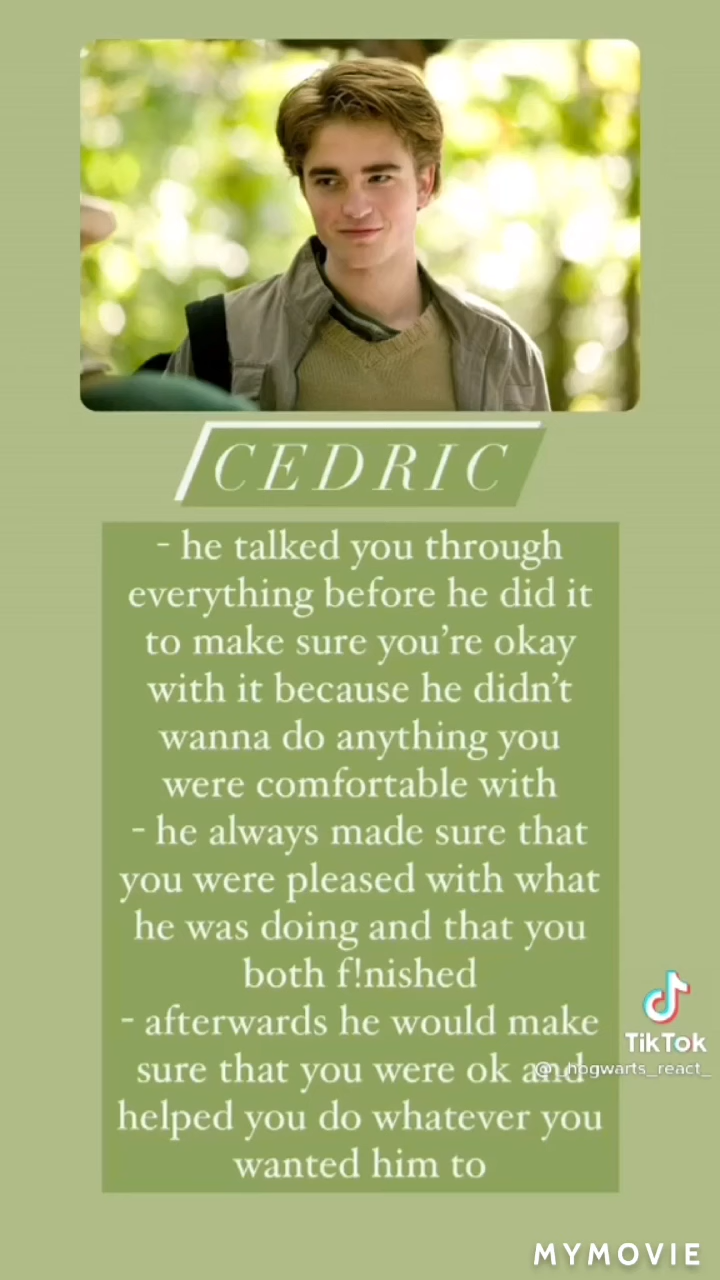 CEDRIC
- he talked you through
everything before he did it
to make sure you're okay
with it because he didn't
wanna do anything you
were comfortable with
- he always made sure that
you were pleased with what
he was doing and that you
both f!nished
- afterwards he would make
sure that you were ok and
helped you do whatever you
wanted him to
TikTok
@_hogwarts_react_
MYMOVIE